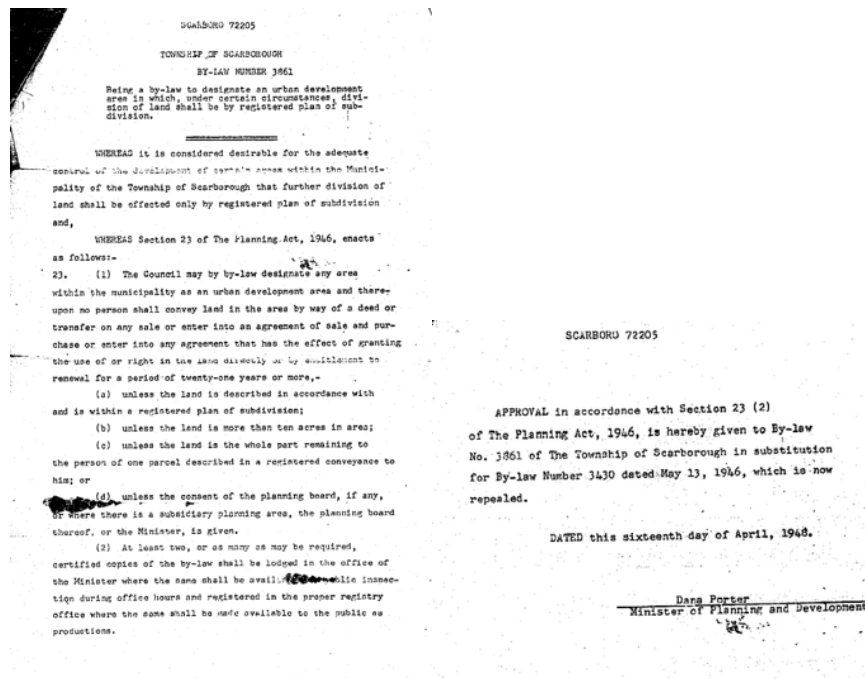 SCARBORO 72205
TOWNSHIP OF SCARBOROUGH
BY-LAW NUMBER 3861
Being a by-law to designate an urban development
area in which, under certain circumstances, divi-
sion of land shall be by registered plan of sub-
division.
WHEREAS it is considered desirable for the adequate
control of the development of certain areas within the Munici-
pality of the Township of Scarborough that further division of
land shall be effected only by registered plan of subdivision
and,
WHEREAS Section 23 of The Planning Act, 1946, enacts
as follows:-
23. (1) The Council may by by-law designate any area
within the municipality as an urban development area and there-
upon no person shall convey land in the area by way of a deed or
transfer on any sale or enter into an agreement of sale and pur-
chase or enter into any agreement that has the effect of granting
the use of or right in the land directly or by entitlement to
renewal for a period of twenty-one years or more,-
(a) unless the land is described in accordance with
and is within a registered plan of subdivision;
(b) unless the land is more than ten acres in area;
(c) unless the land is the whole part remaining to
the person of one parcel described in a registered conveyance to
him; or
(d) unless the consent of the planning board, if any,
or where there is a subsidiary planning area, the planning board
thereof, or the Minister, is given.
(2) At least two, or as many as may be required,
certified copies of the by-law shall be lodged in the office of
the Minister where the same shall be inspec-
tion during office hours and registered in the proper registry
office where the same shall be made available to the public as
productions.
SCARBORO 72205
APPROVAL in accordance with Section 23 (2)
of The Planning Act, 1946, is hereby given to By-law
No. 3861 of The Township of Scarborough in substitution
for By-law Number 3430 dated May 13, 1946, which is now
repealed.
DATED this sixteenth day of April, 1948.
Dana Porter
Minister of Planning and Development